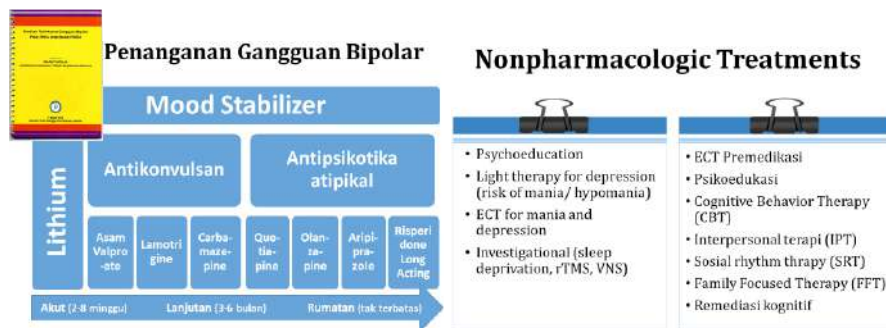 Penanganan Gangguan Bipolar
Mood Stabilizer
Lithium
Antikonvulsan
Antipsikotika
atipikal
Asam
Valpro
-ate
Lamotri
gine
Carba-
maze-
pine
Que-
tia-
pine
Olan-
za-
pine
Aripi-
pra-
zole
Risperi
done
Long
Acting
Akut (2-8 minggu)
Lanjutan (3-6 bulan)
Rumatan (tak terbatas)
Nonpharmacologic Treatments
• Psychoeducation
• Light therapy for depression
(risk of mania/ hypomania)
• ECT for mania and
depression
• Investigational (sleep
deprivation, rTMS, VNS)
• ECT Premedikasi
• Psikoedukasi
• Cognitive Behavior Therapy
(CBT)
• Interpersonal terapi (IPT)
• Sosial rhythm thrapy (SRT)
• Family Focused Therapy (FFT)
• Remediasi kognitif